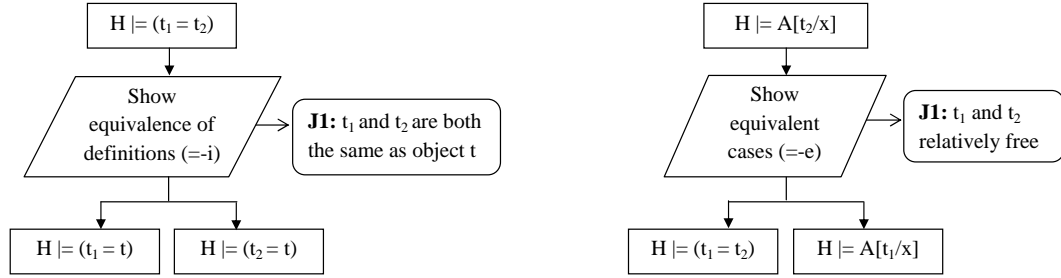 H |= (t₁ = t₂)
Show
equivalence of
definitions (=-i)
J1: t₁ and t₂ are both
the same as object t
H |= (t₁ = t)
H |= (t₂ = t)
H |= A[t₂/x]
Show
equivalent
cases (=-e)
J1: t₁ and t₂
relatively free
H |= (t₁ = t₂)
H |= A[t₁/x]